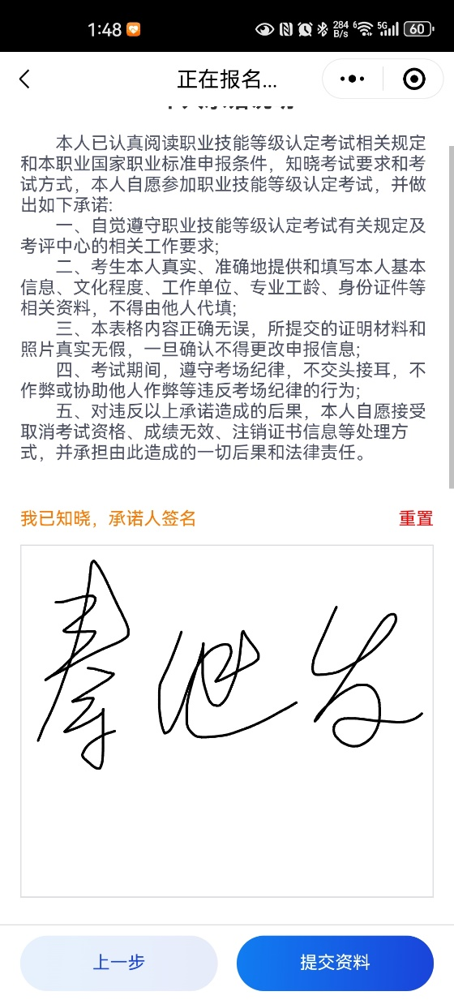 1:48 284 B/s 6 5G 60
正在报名...
本人已认真阅读职业技能等级认定考试相关规定
和本职业国家职业标准申报条件，知晓考试要求和考
试方式，本人自愿参加职业技能等级认定考试，并做
出如下承诺:
一、自觉遵守职业技能等级认定考试有关规定及
考评中心的相关工作要求;
二、考生本人真实、准确地提供和填写本人基本
信息、文化程度、工作单位、专业工龄、身份证件等
相关资料，不得由他人代填;
三、本表格内容正确无误，所提交的证明材料和
照片真实无假，一旦确认不得更改申报信息;
四、考试期间，遵守考场纪律，不交头接耳，不
作弊或协助他人作弊等违反考场纪律的行为;
五、对违反以上承诺造成的后果，本人自愿接受
取消考试资格、成绩无效、注销证书信息等处理方
式，并承担由此造成的一切后果和法律责任。
我已知晓，承诺人签名 重置
上一步 提交资料